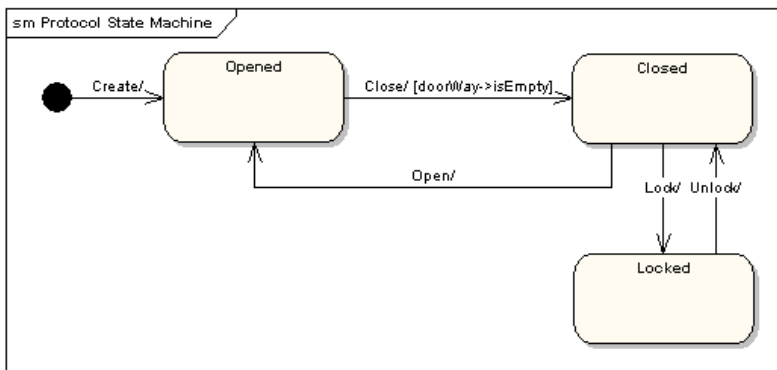 sm Protocol State Machine
Opened
Closed
Create/
Close/ [doorWay->isEmpty]
Open/
Lock/
Unlock/
Locked